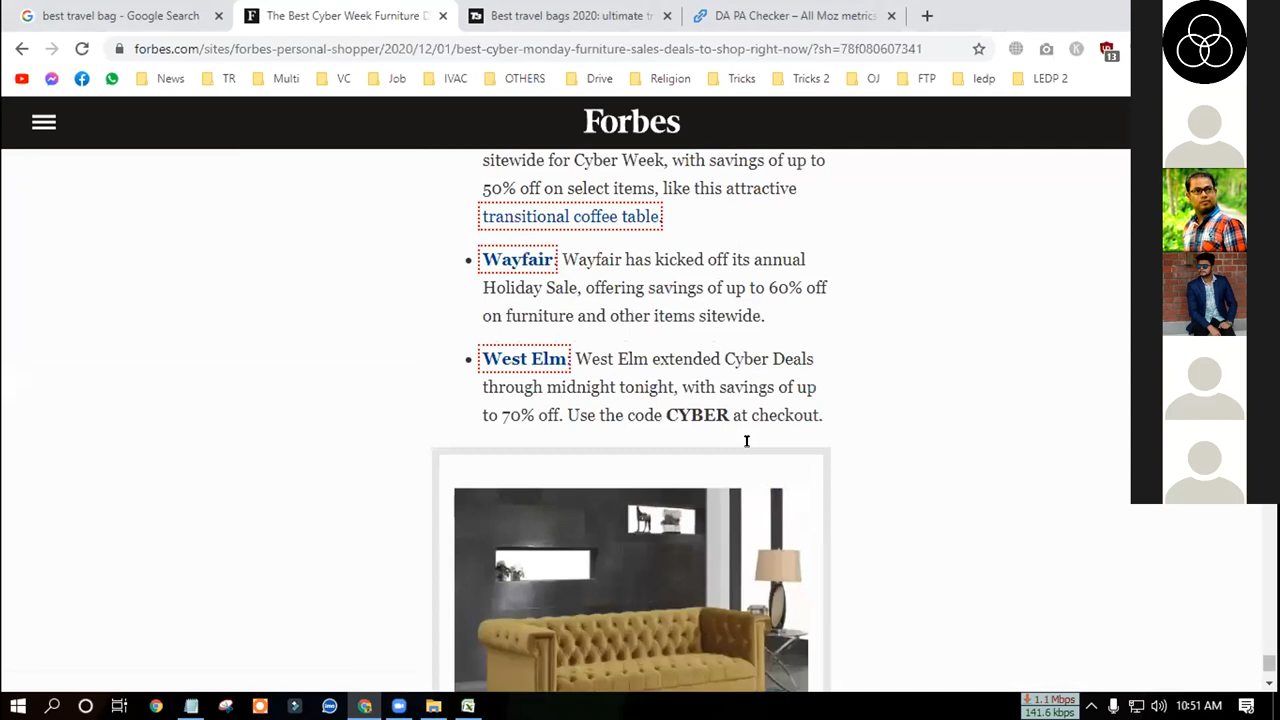 best travel bag - Google Search
The Best Cyber Week Furniture D
Best travel bags 2020: ultimate tr
DA PA Checker – All Moz metrics
forbes.com/sites/forbes-personal-shopper/2020/12/01/best-cyber-monday-furniture-sales-deals-to-shop-right-now/?sh=78f080607341
13
News
TR
Multi
VC
Job
IVAC
OTHERS
Drive
Religion
Tricks
Tricks 2
OJ
FTP
ledp
LEDP 2
Forbes
sitewide for Cyber Week, with savings of up to
50% off on select items, like this attractive
transitional coffee table.
Wayfair: Wayfair has kicked off its annual
Holiday Sale, offering savings of up to 60% off
on furniture and other items sitewide.
West Elm: West Elm extended Cyber Deals
through midnight tonight, with savings of up
to 70% off. Use the code CYBER at checkout.
1.1 Mbps
141.6 kbps
10:51 AM